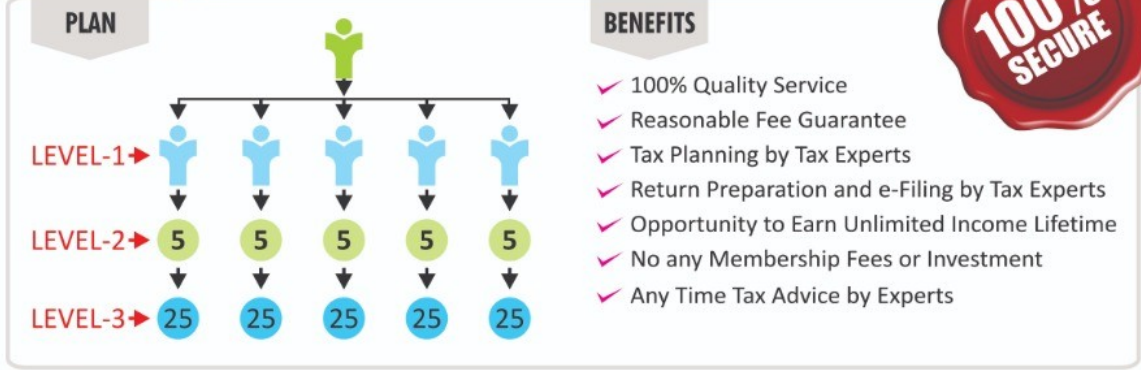 PLAN
LEVEL-1
LEVEL-2
5 5 5 5 5
LEVEL-3
25 25 25 25 25
BENEFITS
100% Quality Service
Reasonable Fee Guarantee
Tax Planning by Tax Experts
Return Preparation and e-Filing by Tax Experts
Opportunity to Earn Unlimited Income Lifetime
No any Membership Fees or Investment
Any Time Tax Advice by Experts
100%
SECURE